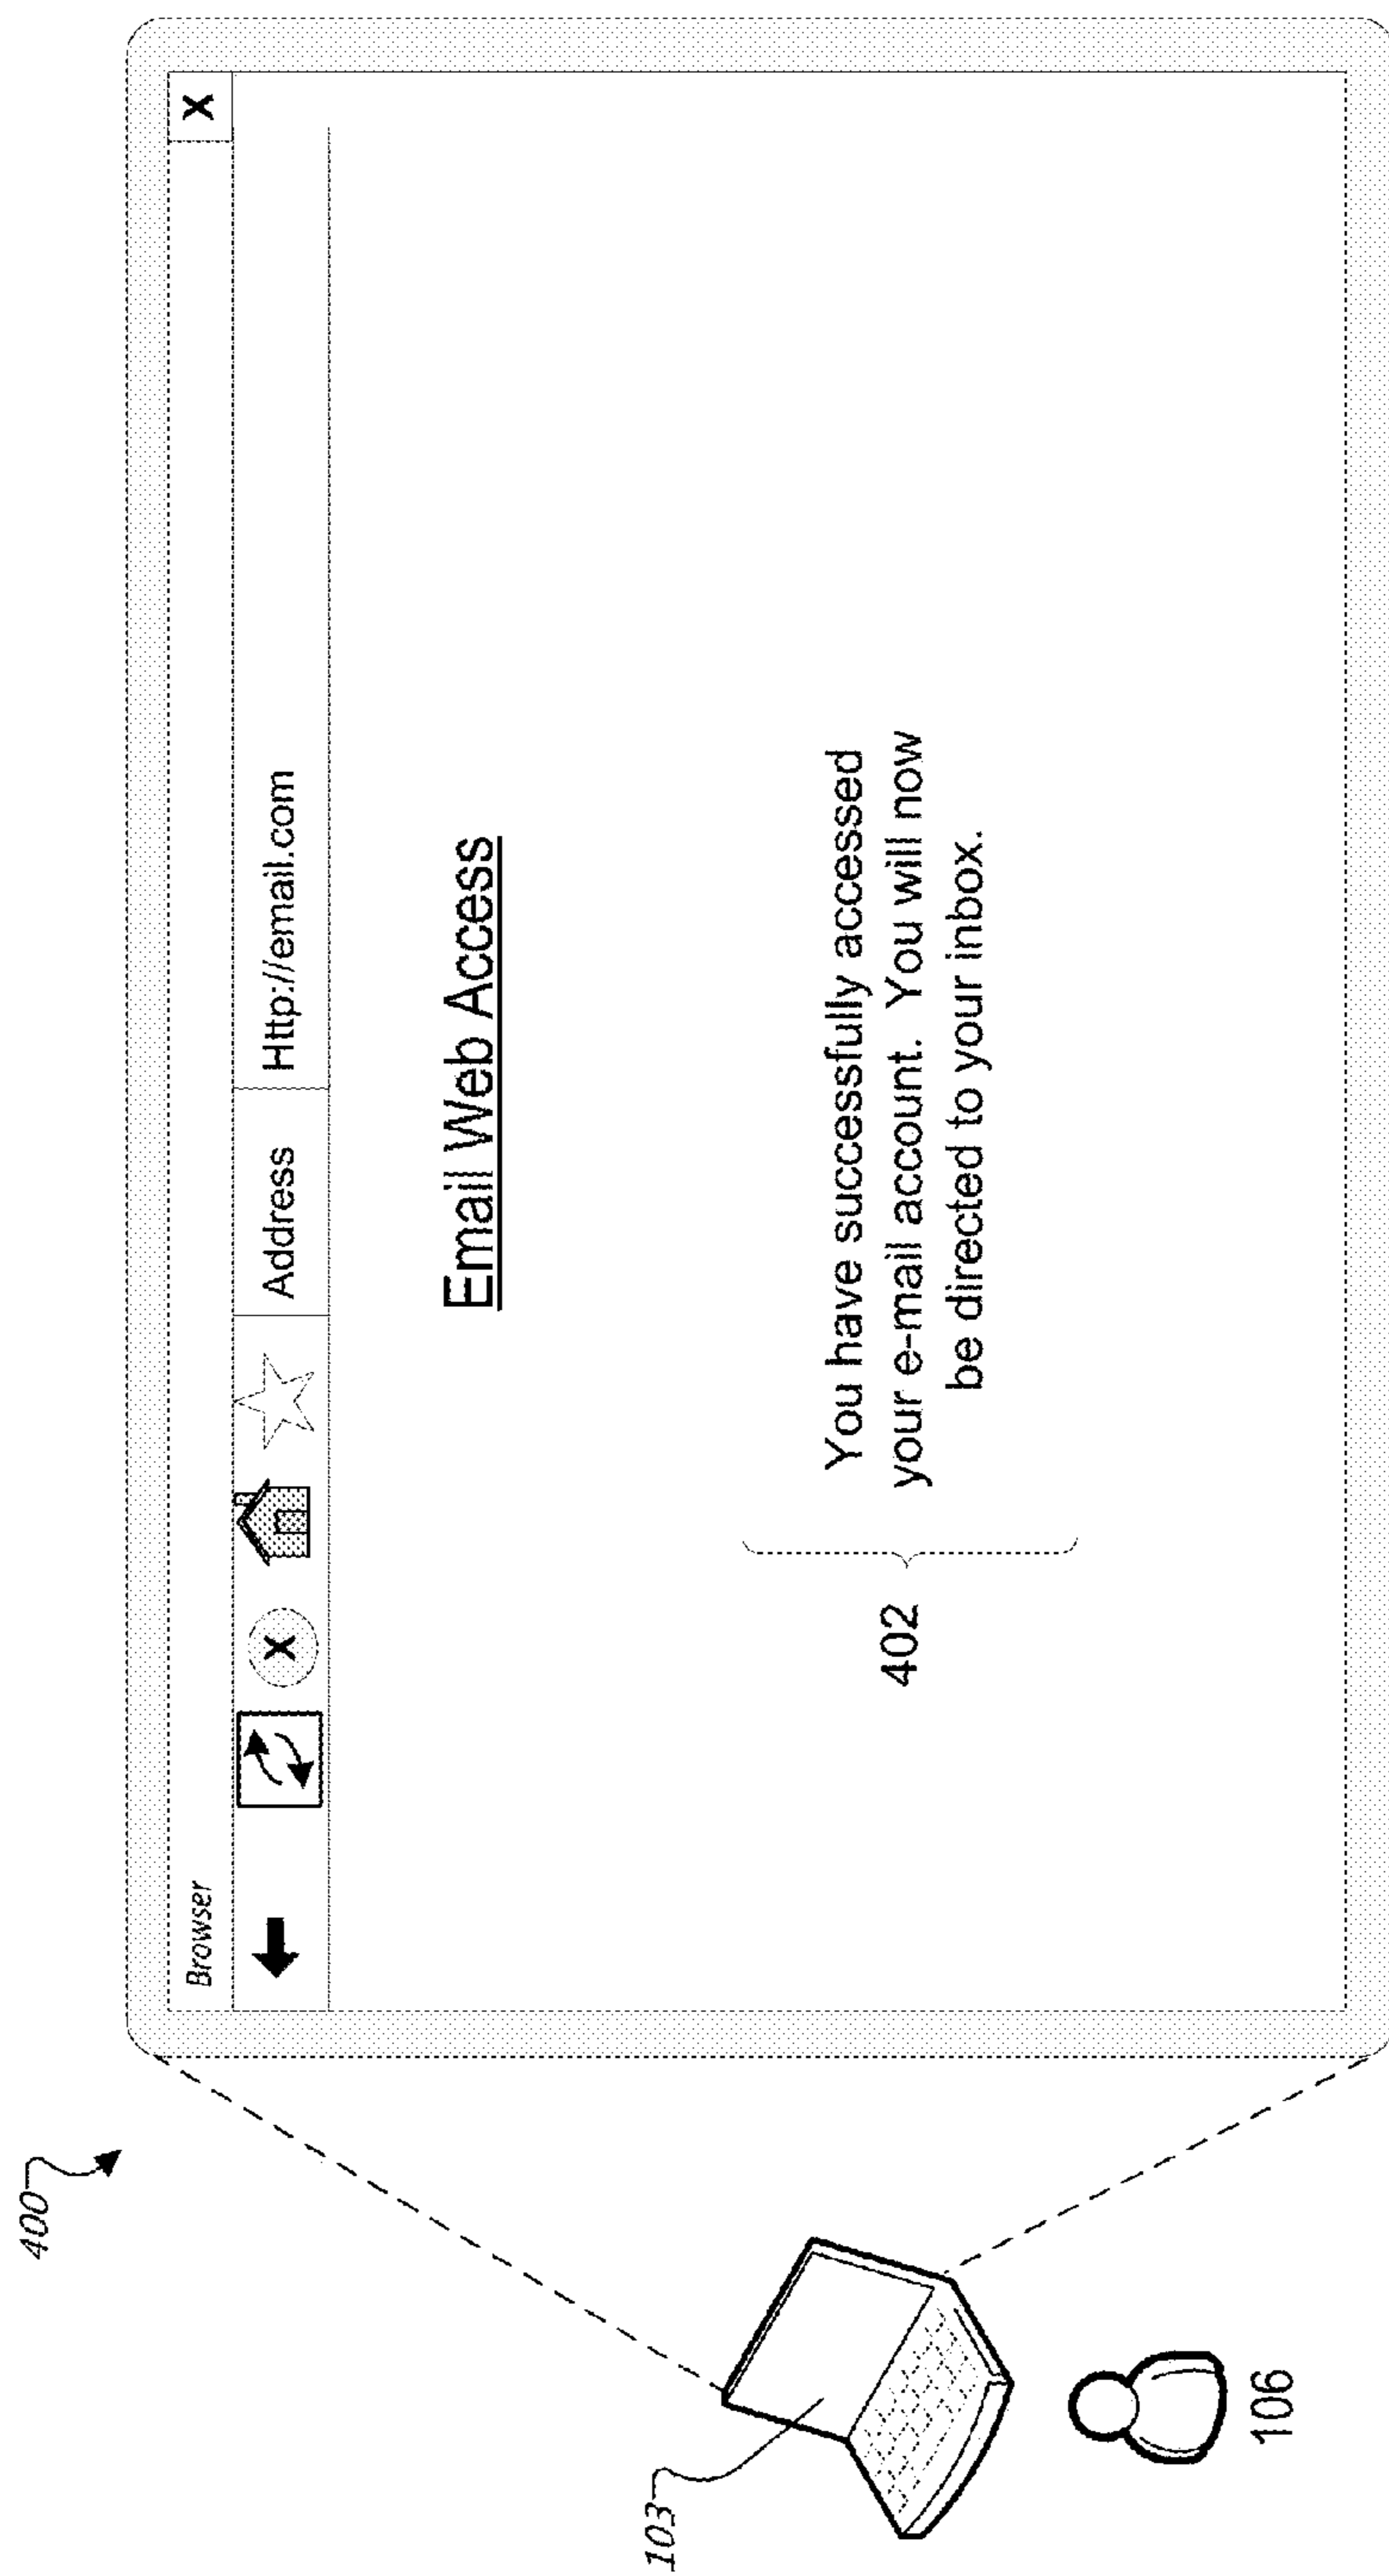 400
Browser
X
X
Address
Http://email.com
Email Web Access
You have successfully accessed
your e-mail account. You will now
be directed to your inbox.
402
103
106